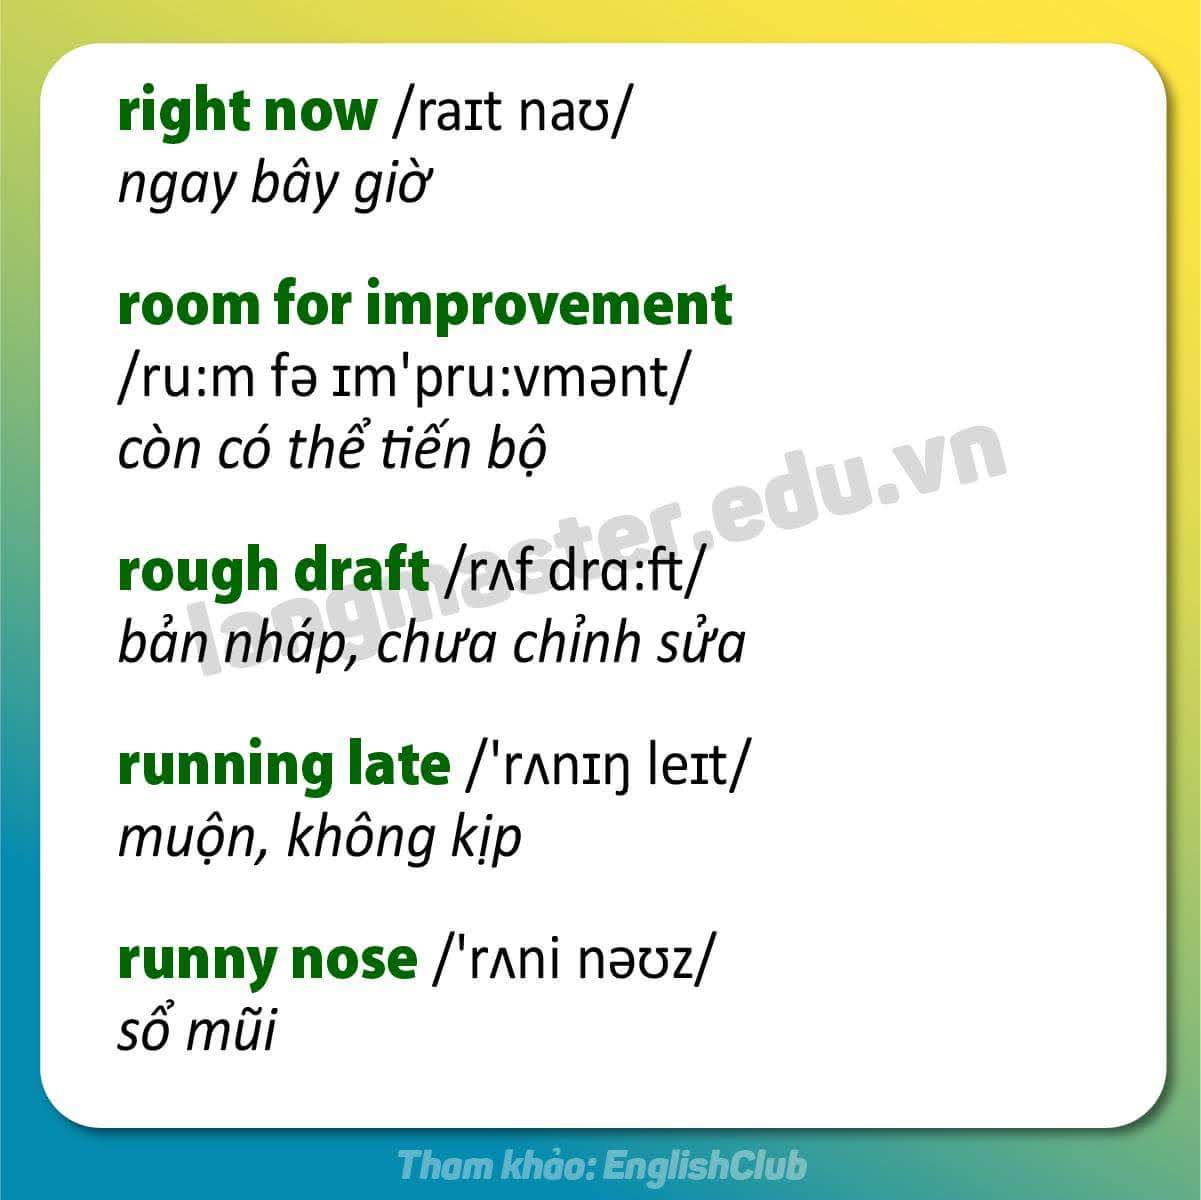 right now /raɪt naʊ/
ngay bây giờ
room for improvement
/ru:m fə ɪm'pru:vmənt/
còn có thể tiến bộ
rough draft /rʌf drɑ:ft/
bản nháp, chưa chỉnh sửa
running late /'rʌnɪŋ leɪt/
muộn, không kịp
runny nose /'rʌni nəʊz/
sổ mũi
langmaster.edu.vn
Tham khảo: EnglishClub